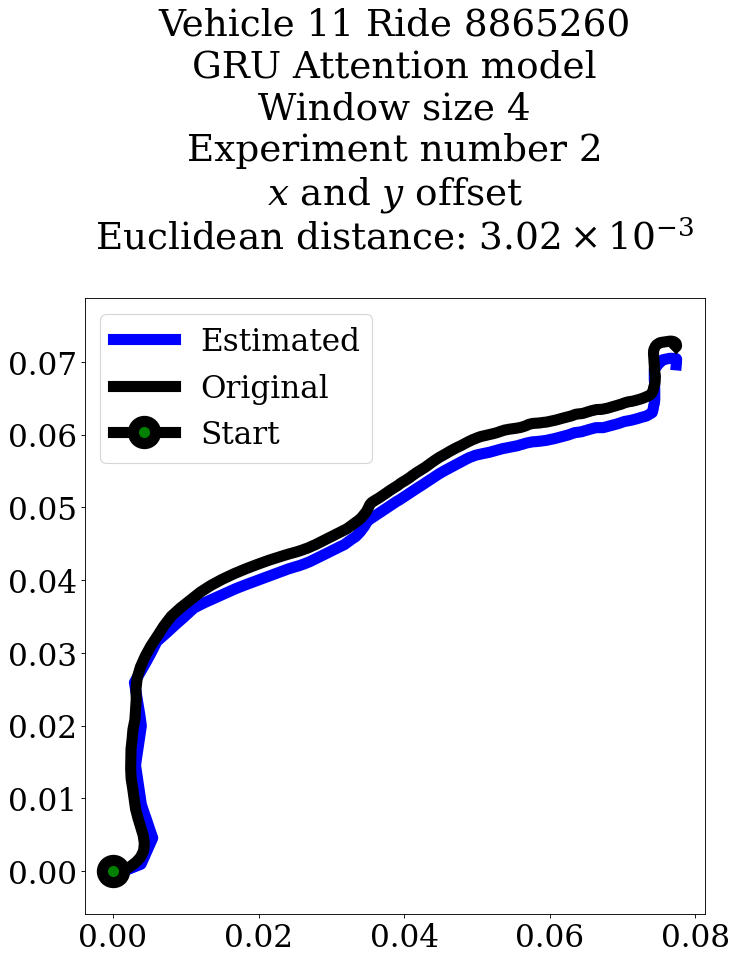 Vehicle 11 Ride 8865260
GRU Attention model
Window size 4
Experiment number 2
x and y offset
Euclidean distance: 3.02 × 10⁻³
Estimated
Original
Start
0.07
0.06
0.05
0.04
0.03
0.02
0.01
0.00
0.00 0.02 0.04 0.06 0.08